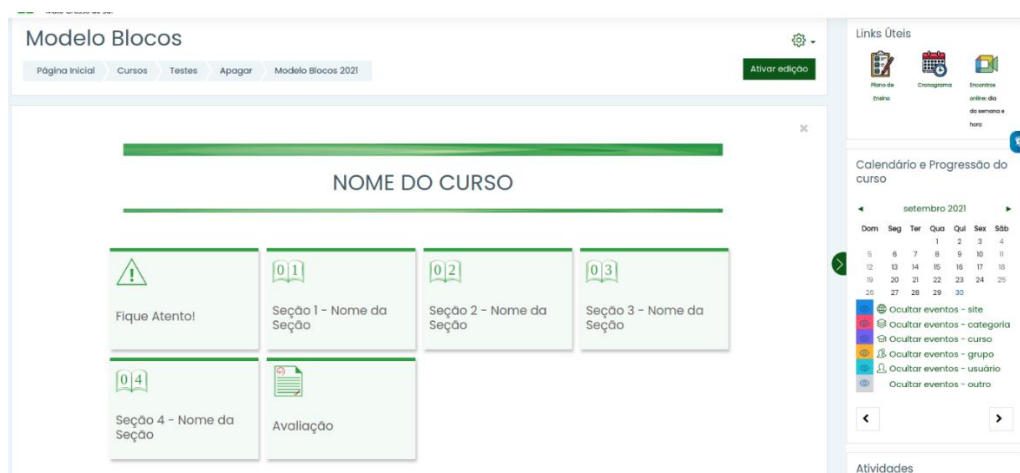 Modelo Blocos
Página inicial Cursos Testes Apagar Modelo Blocos 2021
Ativar edição
NOME DO CURSO
Fique Atento!
01
Seção 1 - Nome da
Seção
02
Seção 2 - Nome da
Seção
03
Seção 3 - Nome da
Seção
04
Seção 4 - Nome da
Seção
Avaliação
Links Úteis
Plano de
Ensino
Cronograma
Encontros
online: dia
da semana e
hora
Calendário e Progressão do
curso
setembro 2021
Dom Seg Ter Qua Qui Sex Sáb
1 2 3 4
5 6 7 8 9 10 11
12 13 14 15 16 17 18
19 20 21 22 23 24 25
26 27 28 29 30
Ocultar eventos - site
Ocultar eventos - categoria
Ocultar eventos - curso
Ocultar eventos - grupo
Ocultar eventos - usuário
Ocultar eventos - outro
Atividades